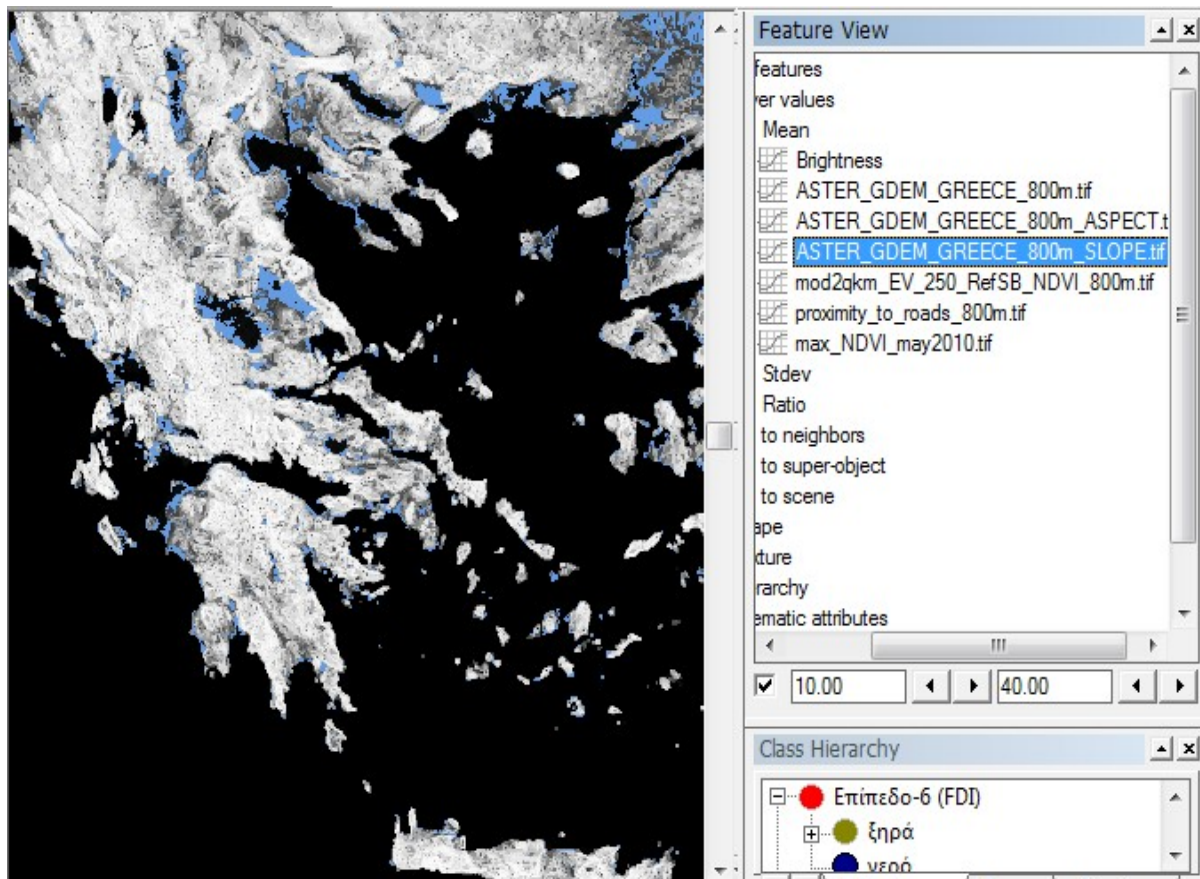 Feature View
features
er values
Mean
Brightness
ASTER_GDEM_GREECE_800m.tif
ASTER_GDEM_GREECE_800m_ASPECT.t
ASTER_GDEM_GREECE_800m_SLOPE.tif
mod2qkm_EV_250_RefSB_NDVI_800m.tif
proximity_to_roads_800m.tif
max_NDVI_may2010.tif
Stdev
Ratio
to neighbors
to super-object
to scene
ape
xture
rarchy
ematic attributes
10.00 40.00
Class Hierarchy
Επίπεδο-6 (FDI)
ξηρά
νερό